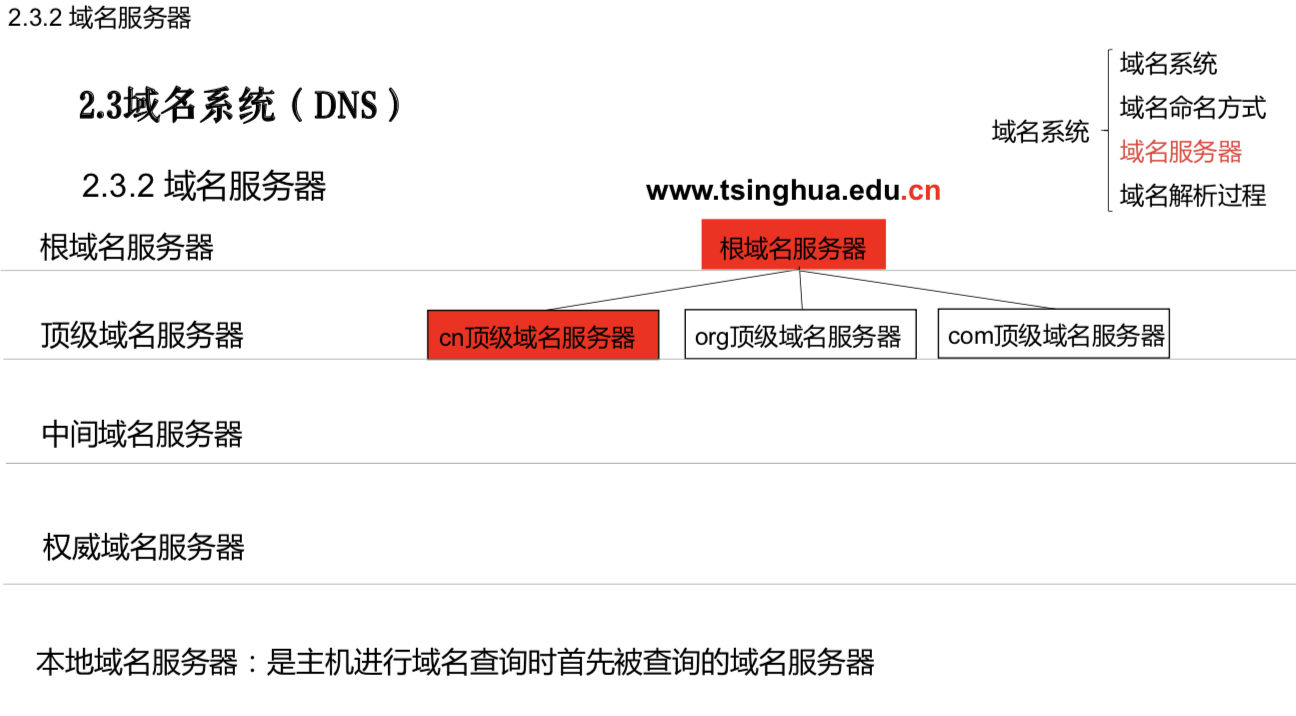 2.3.2 域名服务器
2.3域名系统（DNS）
域名系统
域名系统
域名命名方式
域名服务器
域名解析过程
2.3.2 域名服务器
www.tsinghua.edu.cn
根域名服务器
根域名服务器
顶级域名服务器
cn顶级域名服务器
org顶级域名服务器
com顶级域名服务器
中间域名服务器
权威域名服务器
本地域名服务器：是主机进行域名查询时首先被查询的域名服务器